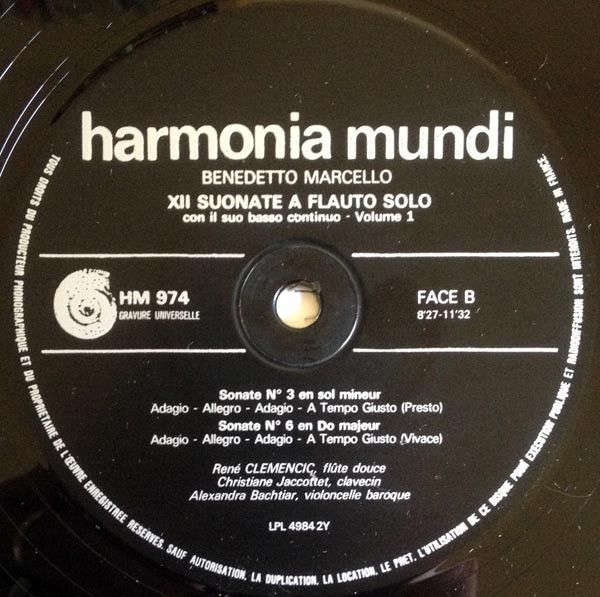 harmonia mundi
BENEDETTO MARCELLO
XII SUONATE A FLAUTO SOLO
con il suo basso continuo - Volume 1
HM 974
GRAVURE UNIVERSELLE
FACE B
8'27-11'32
Sonate N° 3 en sol mineur
Adagio - Allegro - Adagio - A Tempo Giusto (Presto)
Sonate N° 6 en Do majeur
Adagio - Allegro - Adagio - A Tempo Giusto (Vivace)
René CLEMENCIC, flûte douce
Christiane Jaccottet, clavecin
Alexandra Bachtiar, violoncelle baroque
LPL 4984 2Y
TOUS DROITS DU PRODUCTEUR PHONOGRAPHIQUE ET DU PROPRIETAIRE DE L'ŒUVRE ENREGISTREE RESERVES. SAUF AUTORISATION, LA DUPLICATION, LA LOCATION, LE PRET, L'UTILISATION DE CE DISQUE POUR EXECUTION PUBLIQUE ET RADIODIFFUSION SONT INTERDITS. MADE IN FRANCE.